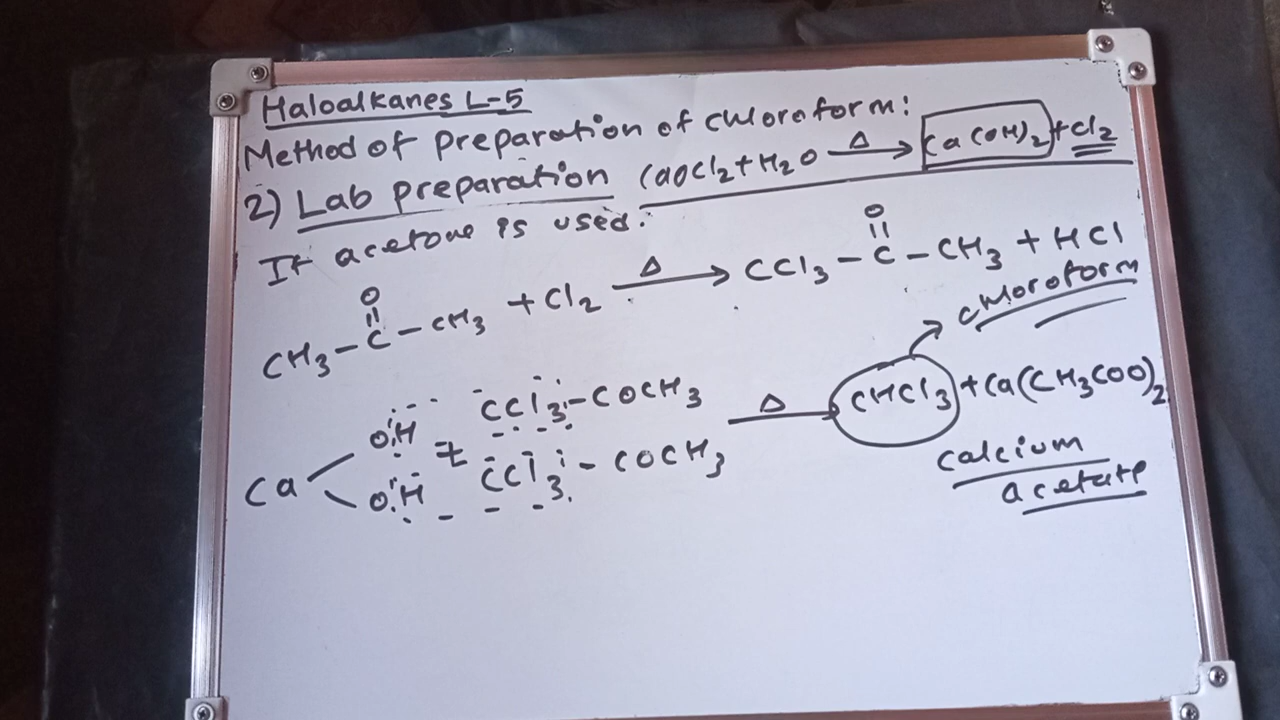 Haloalkanes L-5
Method of preparation of chloroform:
2) Lab preparation CaOCl2 + H2O —Δ→ Ca(OH)2 + Cl2
If acetone is used:
CH3 - C(=O) - CH3 + Cl2 —Δ→ CCl3 - C(=O) - CH3 + HCl
chloroform
Ca < OH + CCl3 - COCH3 —Δ→ CHCl3 + Ca(CH3COO)2
OH CCl3 - COCH3
calcium
acetate